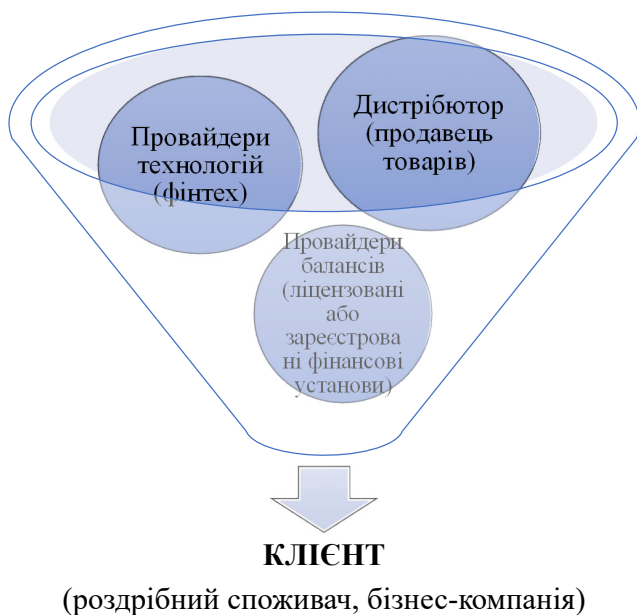 Провайдери
технологій
(фінтех)
Дистрібютор
(продавець
товарів)
Провайдери
балансів
(ліцензовані
або
зареєстрова
ні фінансові
установи)
КЛІЄНТ
(роздрібний споживач, бізнес-компанія)